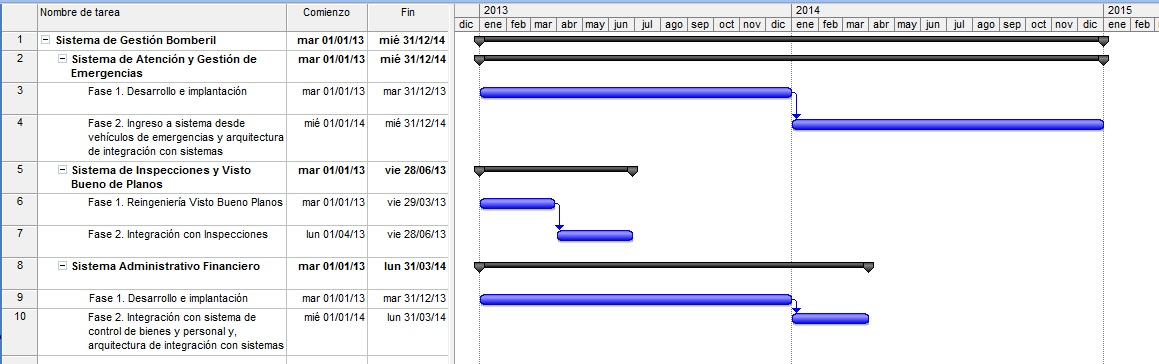 Nombre de tarea Comienzo Fin
2013 2014 2015
dic ene feb mar abr may jun jul ago sep oct nov dic ene feb mar abr may jun jul ago sep oct nov dic ene feb
1 Sistema de Gestión Bomberil mar 01/01/13 mié 31/12/14
2 Sistema de Atención y Gestión de mar 01/01/13 mié 31/12/14
Emergencias
3 Fase 1. Desarrollo e implantación mar 01/01/13 mar 31/12/13
4 Fase 2. Ingreso a sistema desde mié 01/01/14 mié 31/12/14
vehículos de emergencias y arquitectura
de integración con sistemas
5 Sistema de Inspecciones y Visto mar 01/01/13 vie 28/06/13
Bueno de Planos
6 Fase 1. Reingeniería Visto Bueno Planos mar 01/01/13 vie 29/03/13
7 Fase 2. Integración con Inspecciones lun 01/04/13 vie 28/06/13
8 Sistema Administrativo Financiero mar 01/01/13 lun 31/03/14
9 Fase 1. Desarrollo e implantación mar 01/01/13 mar 31/12/13
10 Fase 2. Integración con sistema de mié 01/01/14 lun 31/03/14
control de bienes y personal y,
arquitectura de integración con sistemas